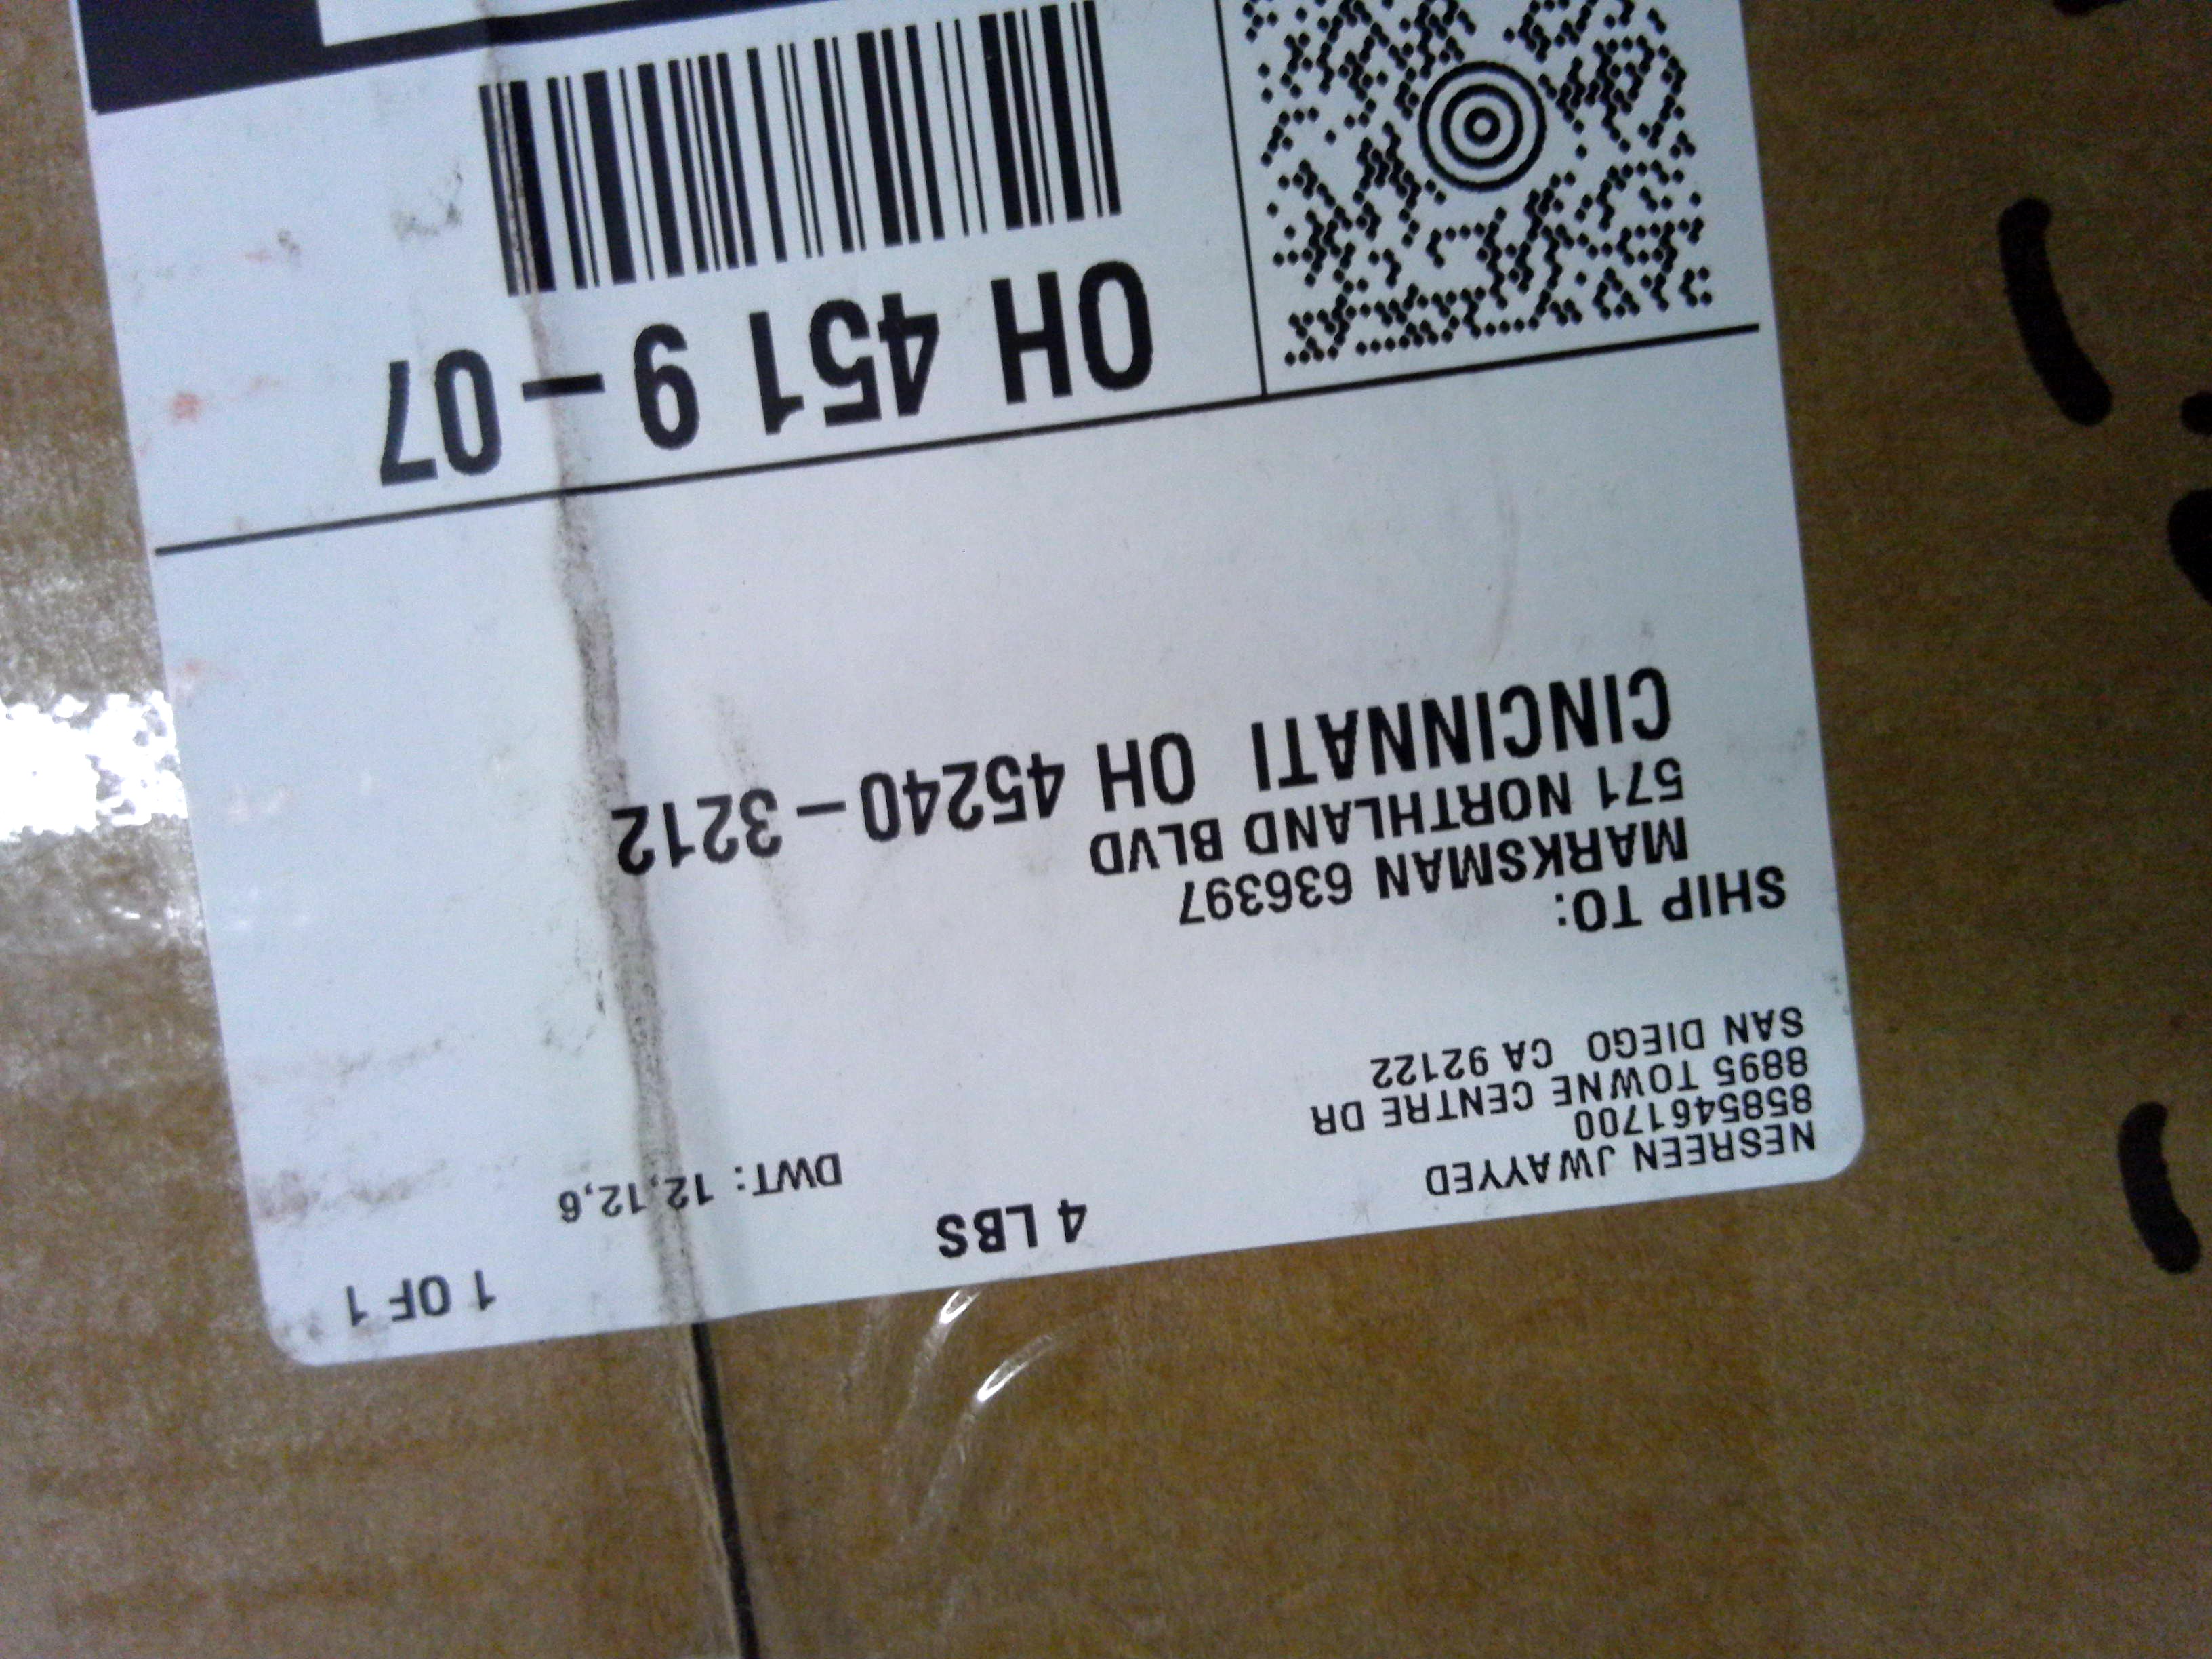 NESREEN JWAYYED
8585461700
8895 TOWNE CENTRE DR
SAN DIEGO CA 92122
4 LBS
DWT: 12,12,6
1 OF 1
SHIP TO:
MARKSMAN 636397
571 NORTHLAND BLVD
CINCINNATI OH 45240-3212
OH 451 9-07